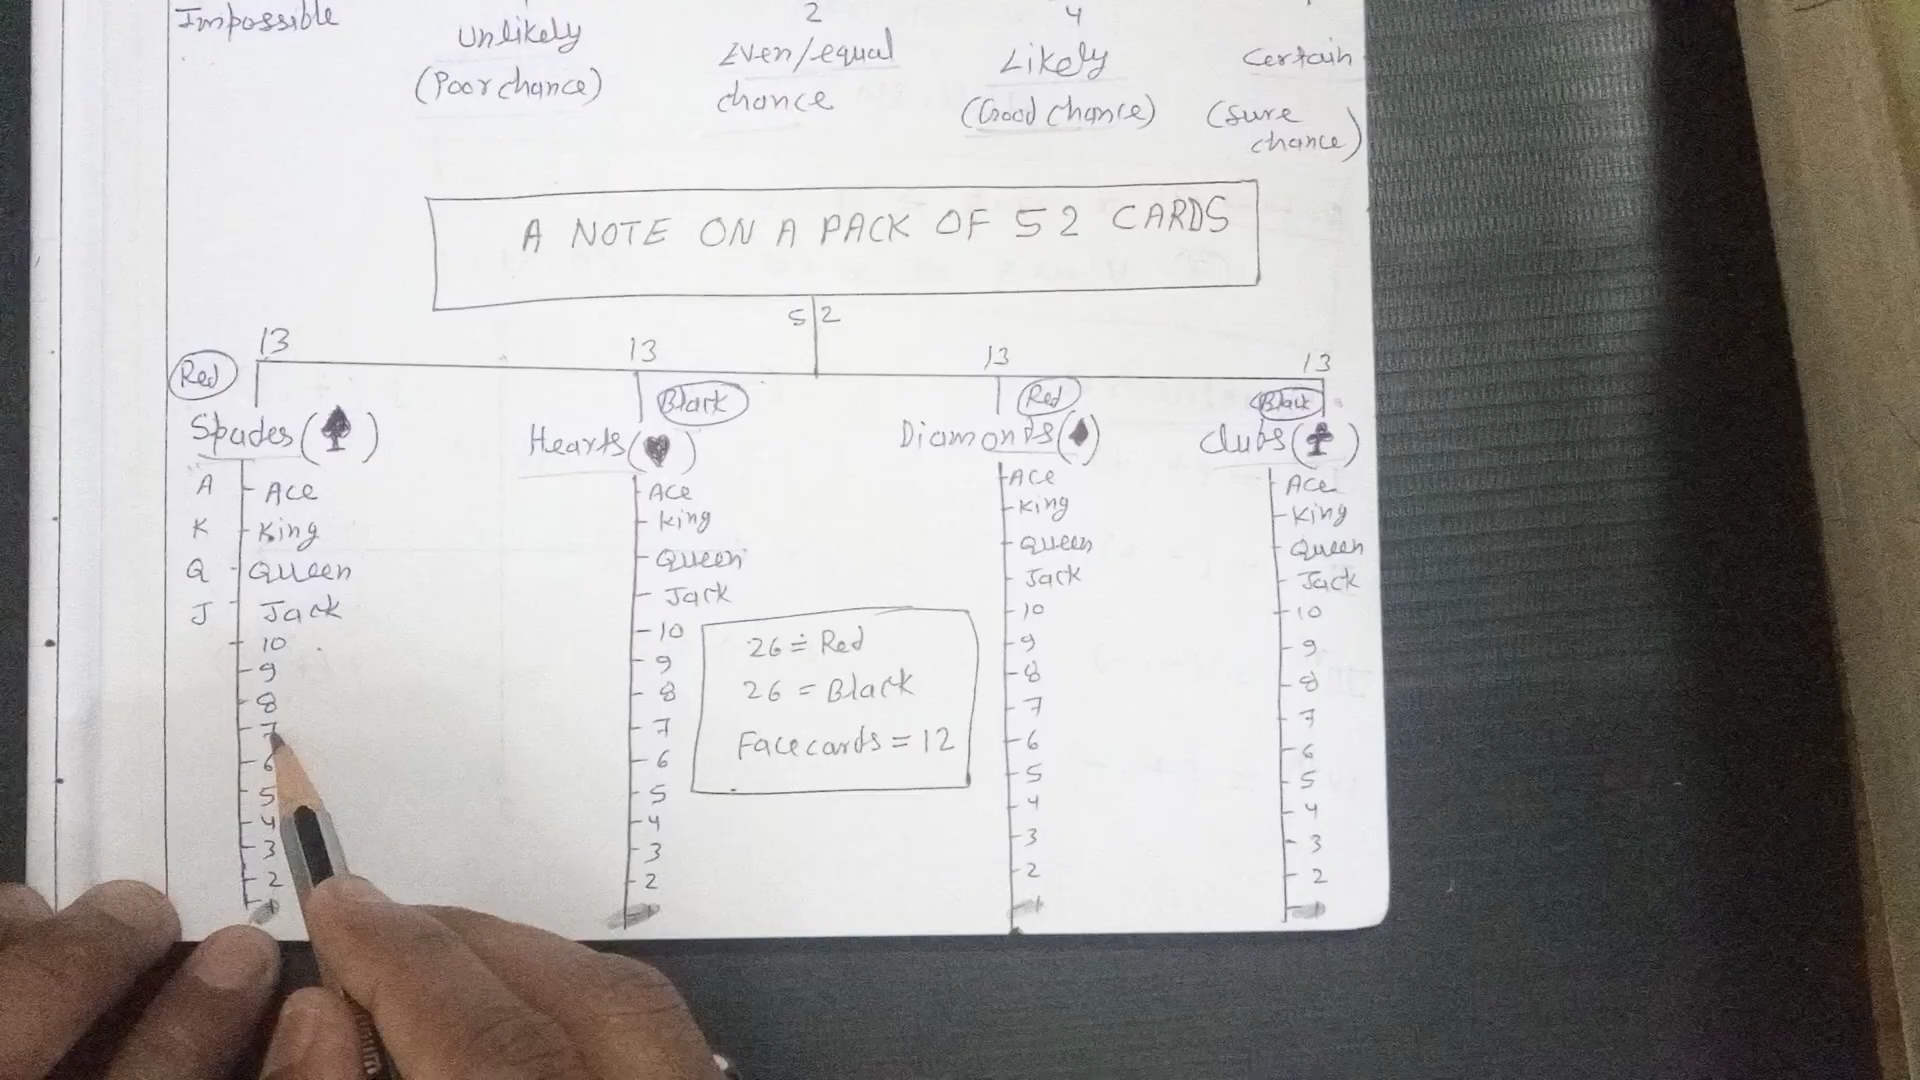 Impossible
Unlikely
(Poor chance)
2
Even/equal
chance
4
Likely
(Good chance)
Certain
(Sure
chance)
A NOTE ON A PACK OF 52 CARDS
52
13
13
13
13
Red
Black
Red
Black
Spades (♠)
Hearts (♥)
Diamonds (♦)
Clubs (♣)
A
K
Q
J
Ace
King
Queen
Jack
10
9
8
7
6
5
4
3
2
Ace
King
Queen
Jack
10
9
8
7
6
5
4
3
2
26 = Red
26 = Black
Facecards = 12
Ace
King
Queen
Jack
10
9
8
7
6
5
4
3
2
Ace
King
Queen
Jack
10
9
8
7
6
5
4
3
2